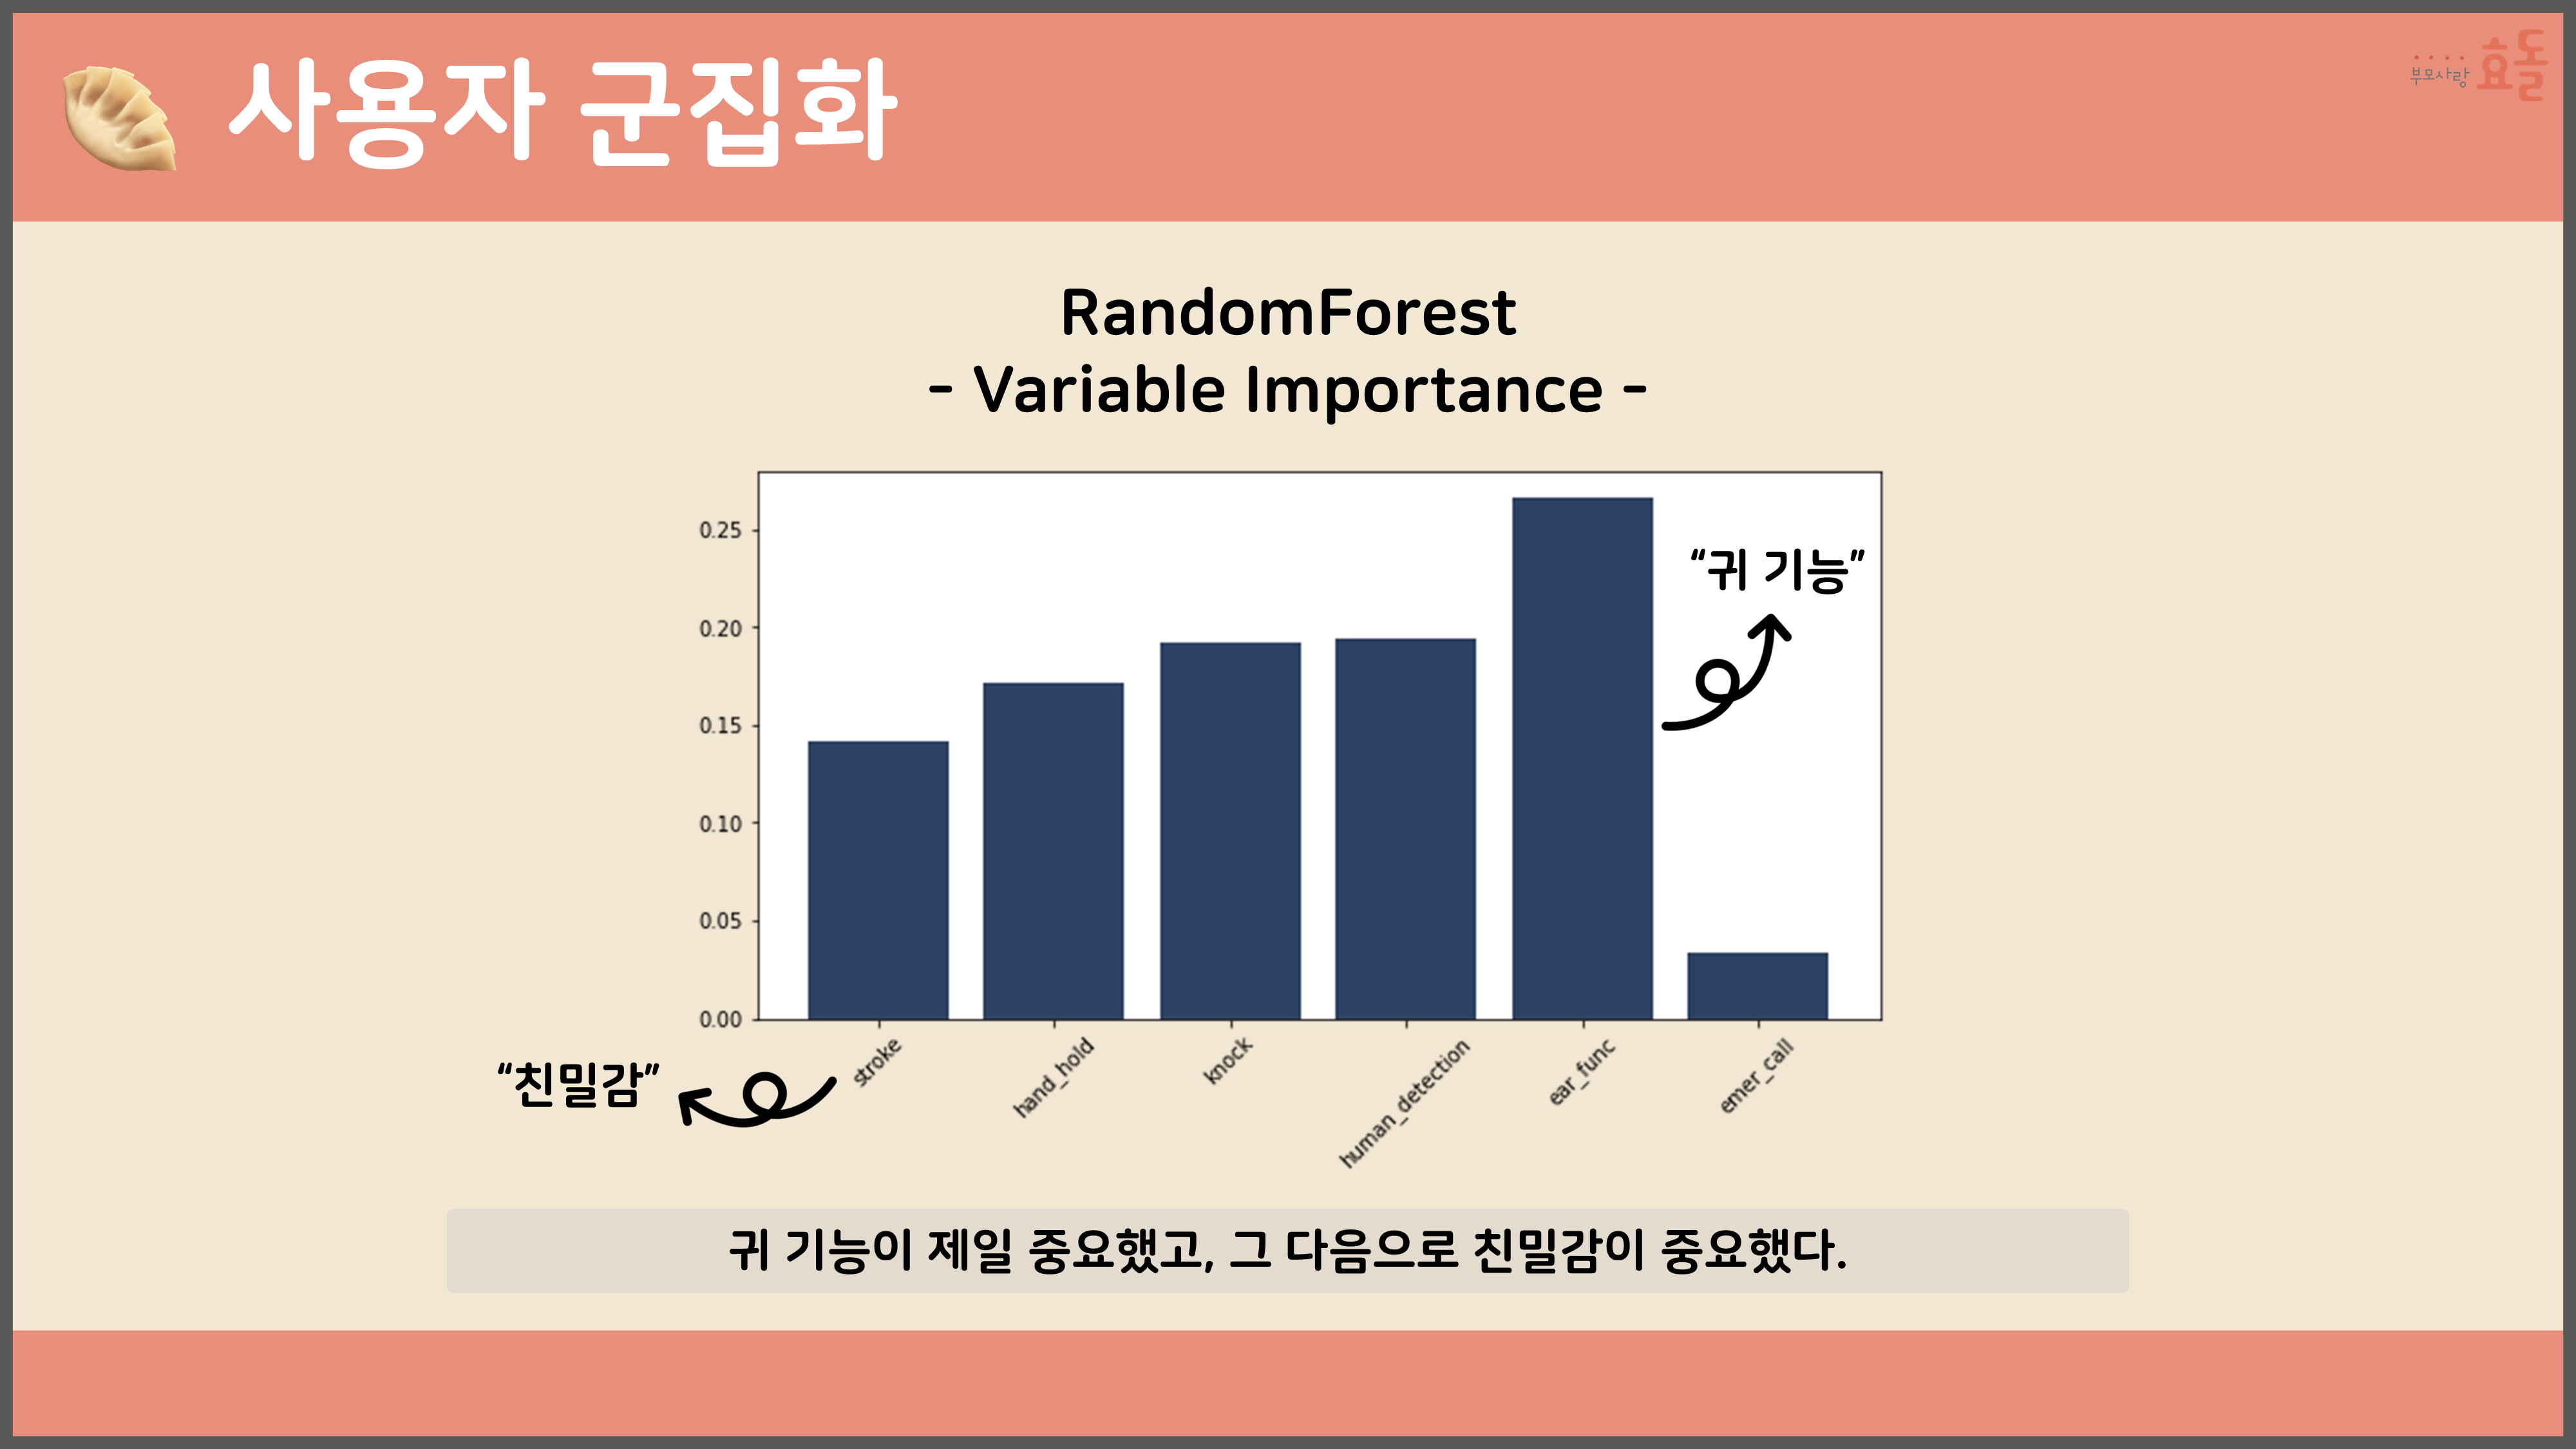 사용자 군집화
부모사랑 효돌
RandomForest
- Variable Importance -
0.25
0.20
0.15
0.10
0.05
0.00
“귀 기능”
stroke
hand_hold
knock
human_detection
ear_func
emer_call
“친밀감”
귀 기능이 제일 중요했고, 그 다음으로 친밀감이 중요했다.